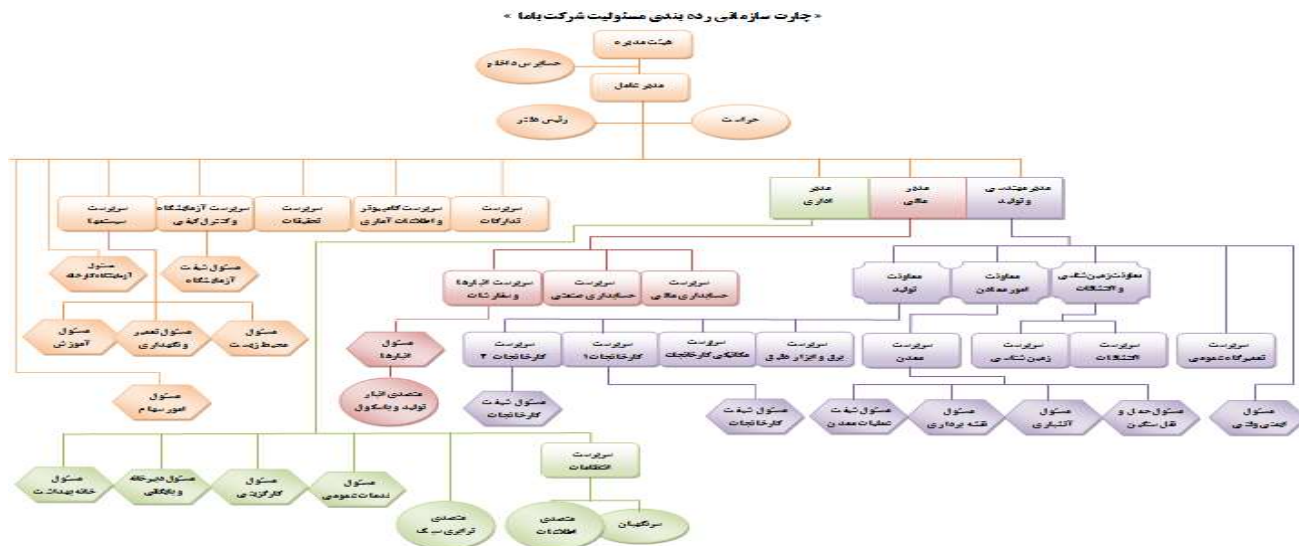 « چارت سازمانی رده بندی مسئولیت شرکت باما »
هیئت مدیره
حسابرس داخلی
مدیر عامل
رئیس دفتر
حراست
سرپرست
سیستمها
سرپرست آزمایشگاه
و کنترل کیفی
سرپرست
تحقیقات
سرپرست کامپیوتر
و اطلاعات آماری
سرپرست
تدارکات
مدیر
اداری
مدیر
مالی
مدیر مهندسی
و تولید
مسئول
آزمایشگاه کارخانه
مسئول شیفت
آزمایشگاه
سرپرست انبارها
و سفارشات
سرپرست
حسابداری صنعتی
سرپرست
حسابداری مالی
معاونت
تولید
معاونت
امور معادن
معاونت زمین شناسی
و اکتشافات
مسئول
آموزش
مسئول تعمیر
و نگهداری
مسئول
محیط زیست
مسئول
انبارها
سرپرست
کارخانجات ۲
سرپرست
کارخانجات ۱
سرپرست
مکانیکی کارخانجات
سرپرست
برق و ابزار دقیق
سرپرست
معدن
سرپرست
زمین شناسی
سرپرست
اکتشافات
سرپرست
تعمیرگاه عمومی
مسئول
امور سهام
متصدی انبار
تولید و باسکول
مسئول شیفت
کارخانجات
مسئول شیفت
کارخانجات
مسئول شیفت
عملیات معدن
مسئول
نقشه برداری
مسئول
آتشباری
مسئول حمل و
نقل سنگین
مسئول
ایمنی وفنی
سرپرست
انتظامات
مسئول
خانه بهداشت
مسئول دبیرخانه
و بایگانی
مسئول
کارگزینی
مسئول
خدمات عمومی
متصدی
ترابری سبک
متصدی
اطلاعات
سرنگهبان